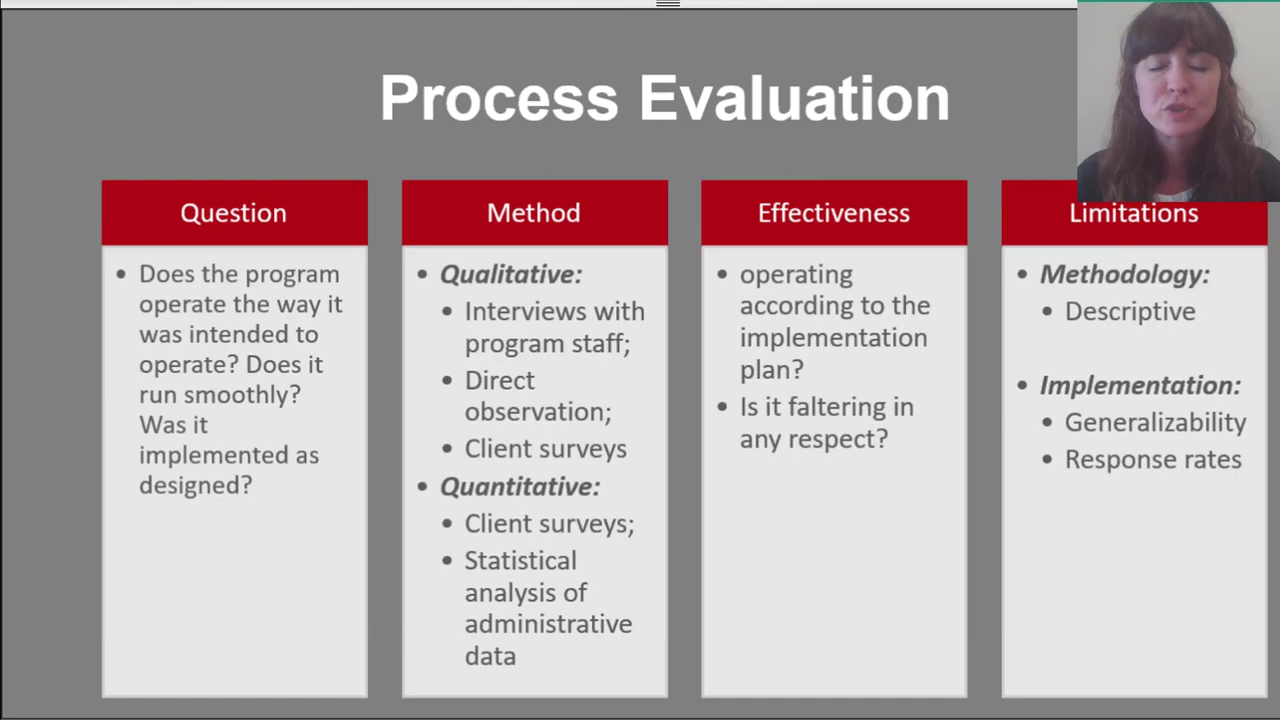 Process Evaluation
Question
Does the program
operate the way it
was intended to
operate? Does it
run smoothly?
Was it
implemented as
designed?
Method
Qualitative:
Interviews with
program staff;
Direct
observation;
Client surveys
Quantitative:
Client surveys;
Statistical
analysis of
administrative
data
Effectiveness
operating
according to the
implementation
plan?
Is it faltering in
any respect?
Limitations
Methodology:
Descriptive
Implementation:
Generalizability
Response rates